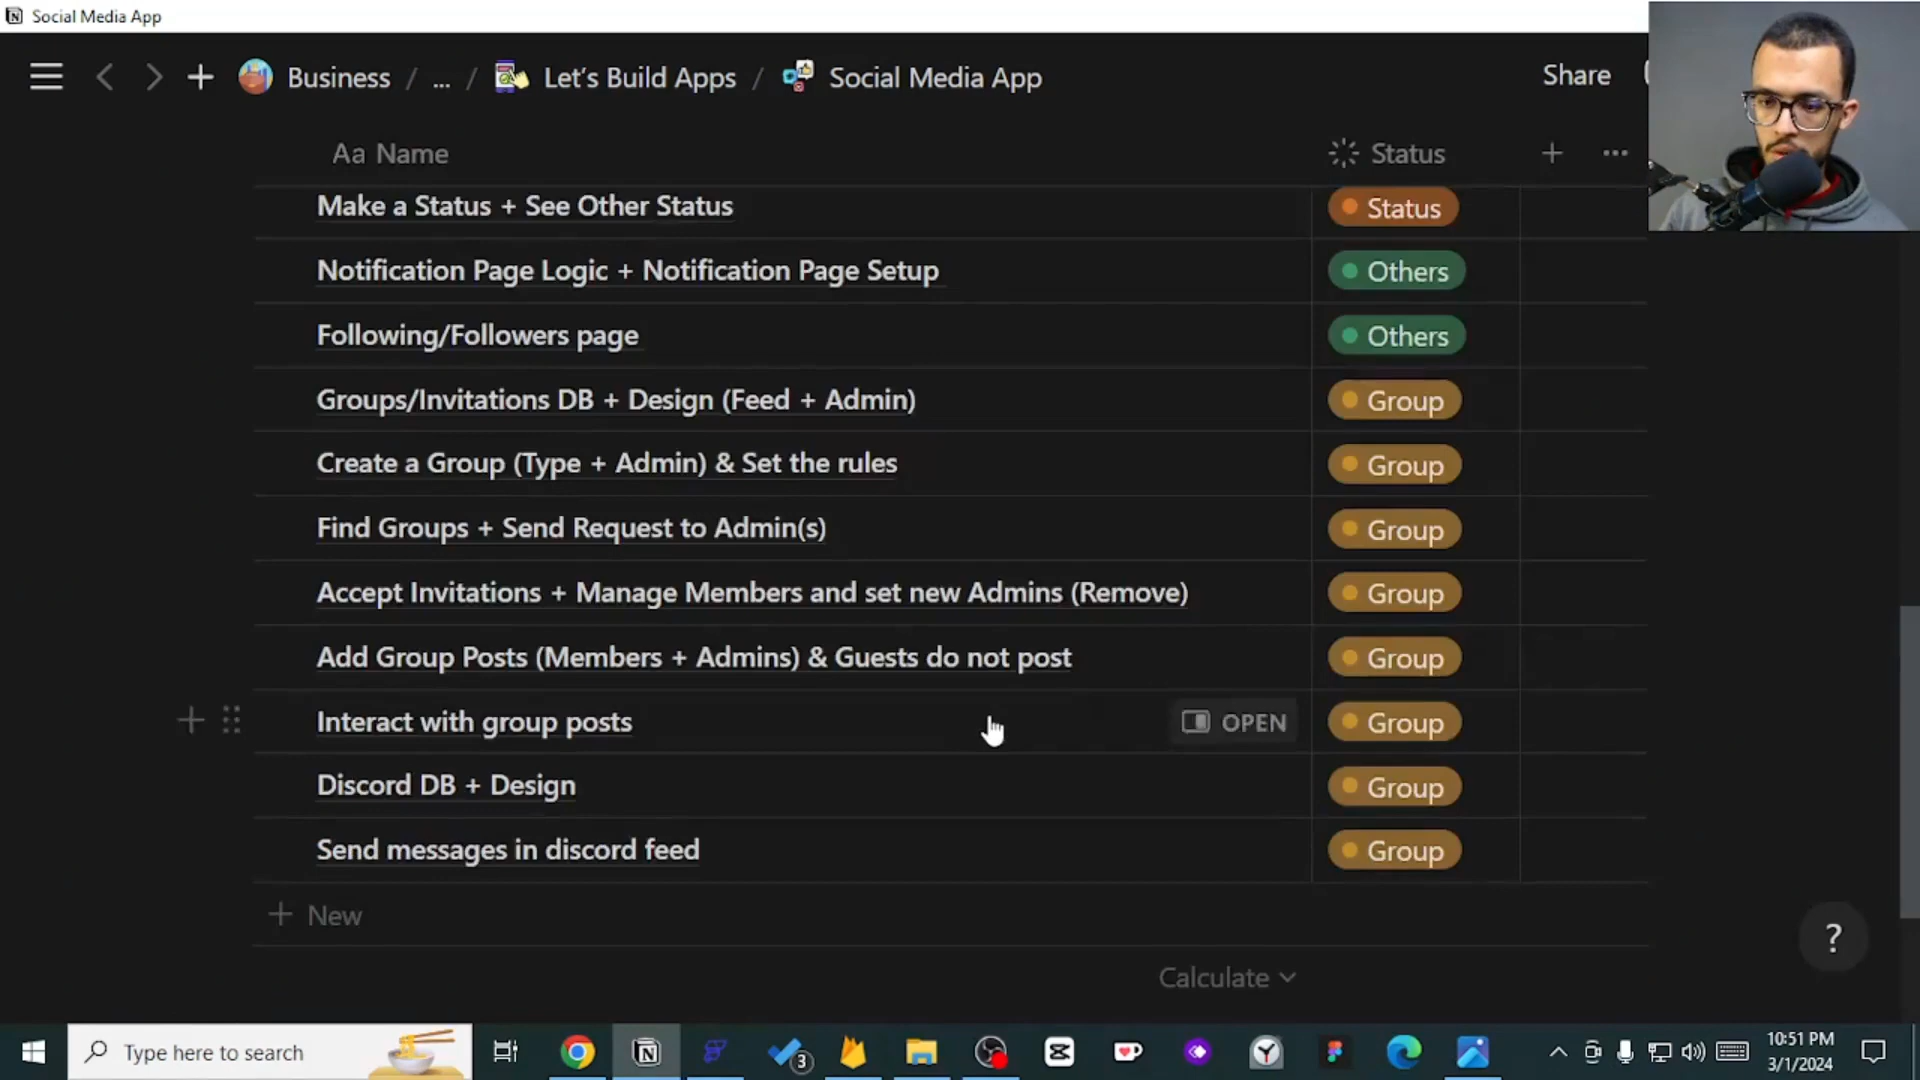 Social Media App
Business / ... / Let's Build Apps / Social Media App
Share
Aa Name
Status
Make a Status + See Other Status
Status
Notification Page Logic + Notification Page Setup
Others
Following/Followers page
Others
Groups/Invitations DB + Design (Feed + Admin)
Group
Create a Group (Type + Admin) & Set the rules
Group
Find Groups + Send Request to Admin(s)
Group
Accept Invitations + Manage Members and set new Admins (Remove)
Group
Add Group Posts (Members + Admins) & Guests do not post
Group
Interact with group posts
OPEN
Group
Discord DB + Design
Group
Send messages in discord feed
Group
+ New
Calculate
?
Type here to search
3
10:51 PM
3/1/2024